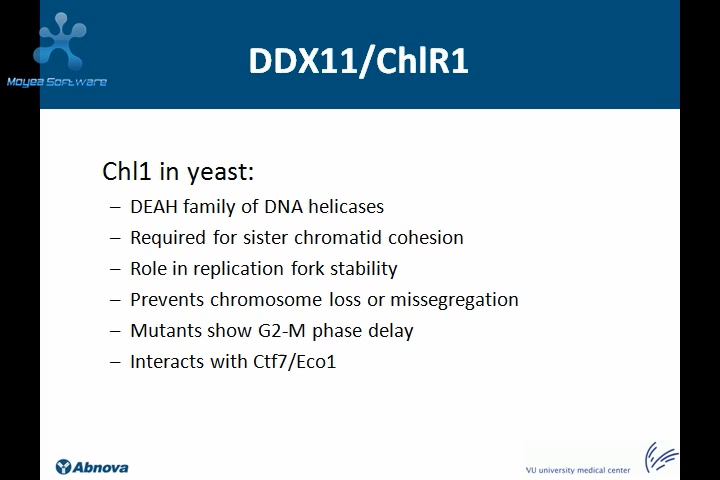 DDX11/ChlR1
Moyea Software
Chl1 in yeast:
– DEAH family of DNA helicases
– Required for sister chromatid cohesion
– Role in replication fork stability
– Prevents chromosome loss or missegregation
– Mutants show G2-M phase delay
– Interacts with Ctf7/Eco1
Abnova
VU university medical center